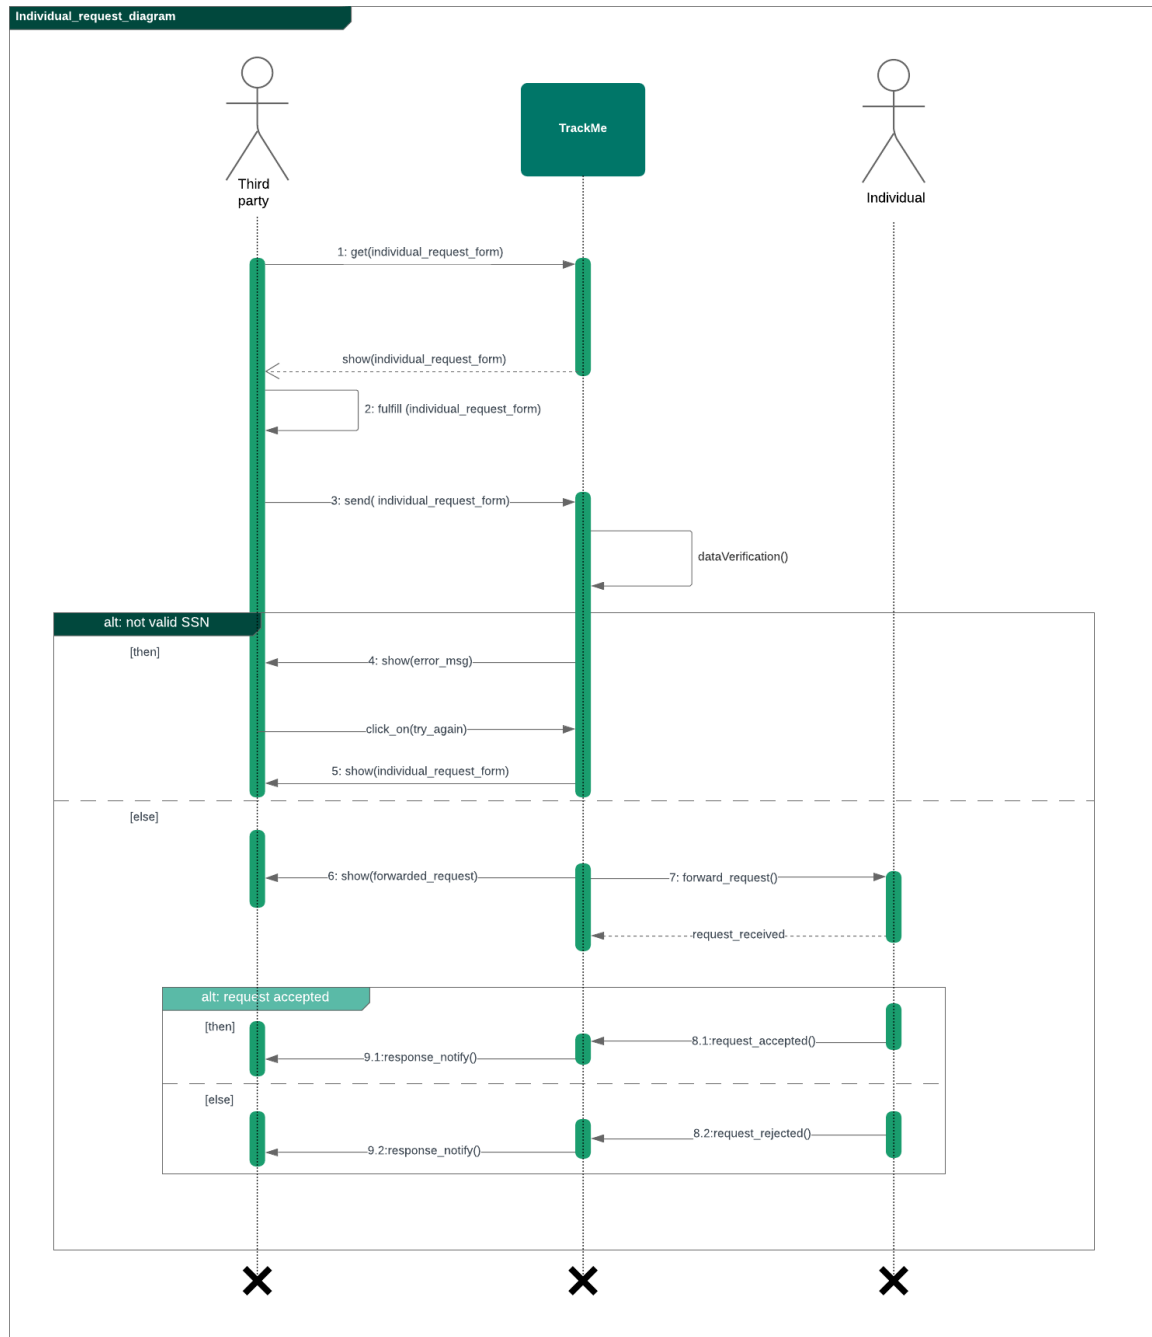 Individual_request_diagram
Third
party
TrackMe
Individual
1: get(individual_request_form)
show(individual_request_form)
2: fulfill (individual_request_form)
3: send( individual_request_form)
dataVerification()
alt: not valid SSN
[then]
4: show(error_msg)
click_on(try_again)
5: show(individual_request_form)
[else]
6: show(forwarded_request)
7: forward_request()
request_received
alt: request accepted
[then]
8.1:request_accepted()
9.1:response_notify()
[else]
8.2:request_rejected()
9.2:response_notify()